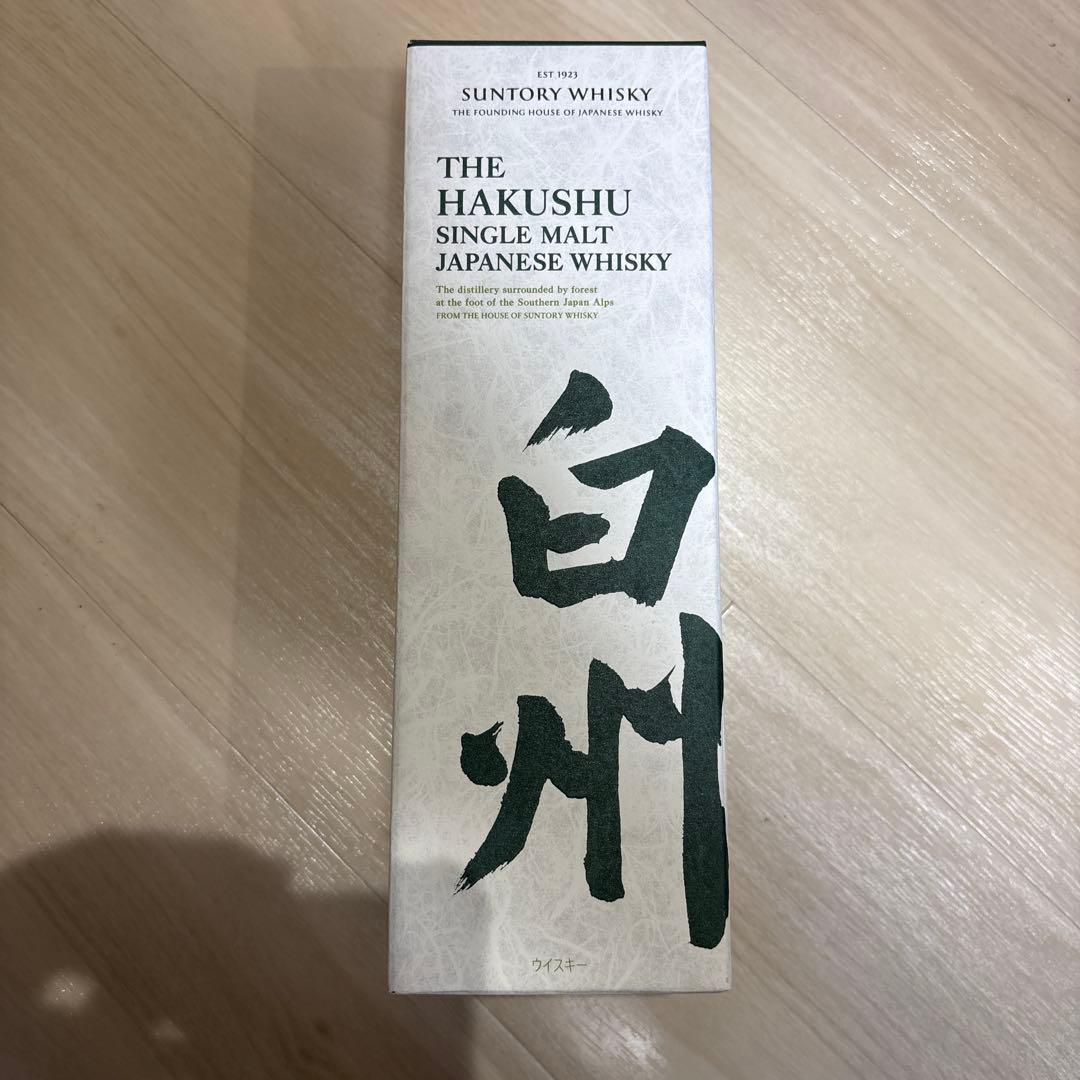 EST 1923
SUNTORY WHISKY
THE FOUNDING HOUSE OF JAPANESE WHISKY
THE
HAKUSHU
SINGLE MALT
JAPANESE WHISKY
The distillery surrounded by forest
at the foot of the Southern Japan Alps
FROM THE HOUSE OF SUNTORY WHISKY
白
州
ウイスキー